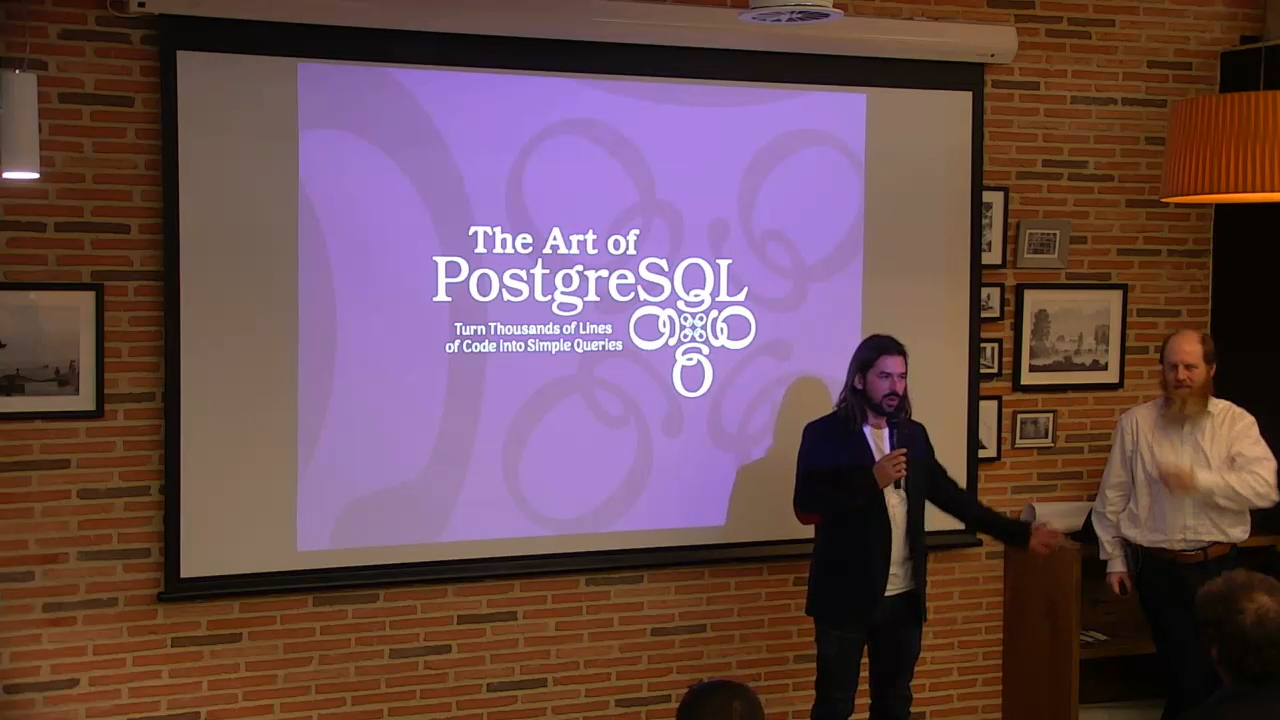 The Art of
PostgreSQL
Turn Thousands of Lines
of Code into Simple Queries